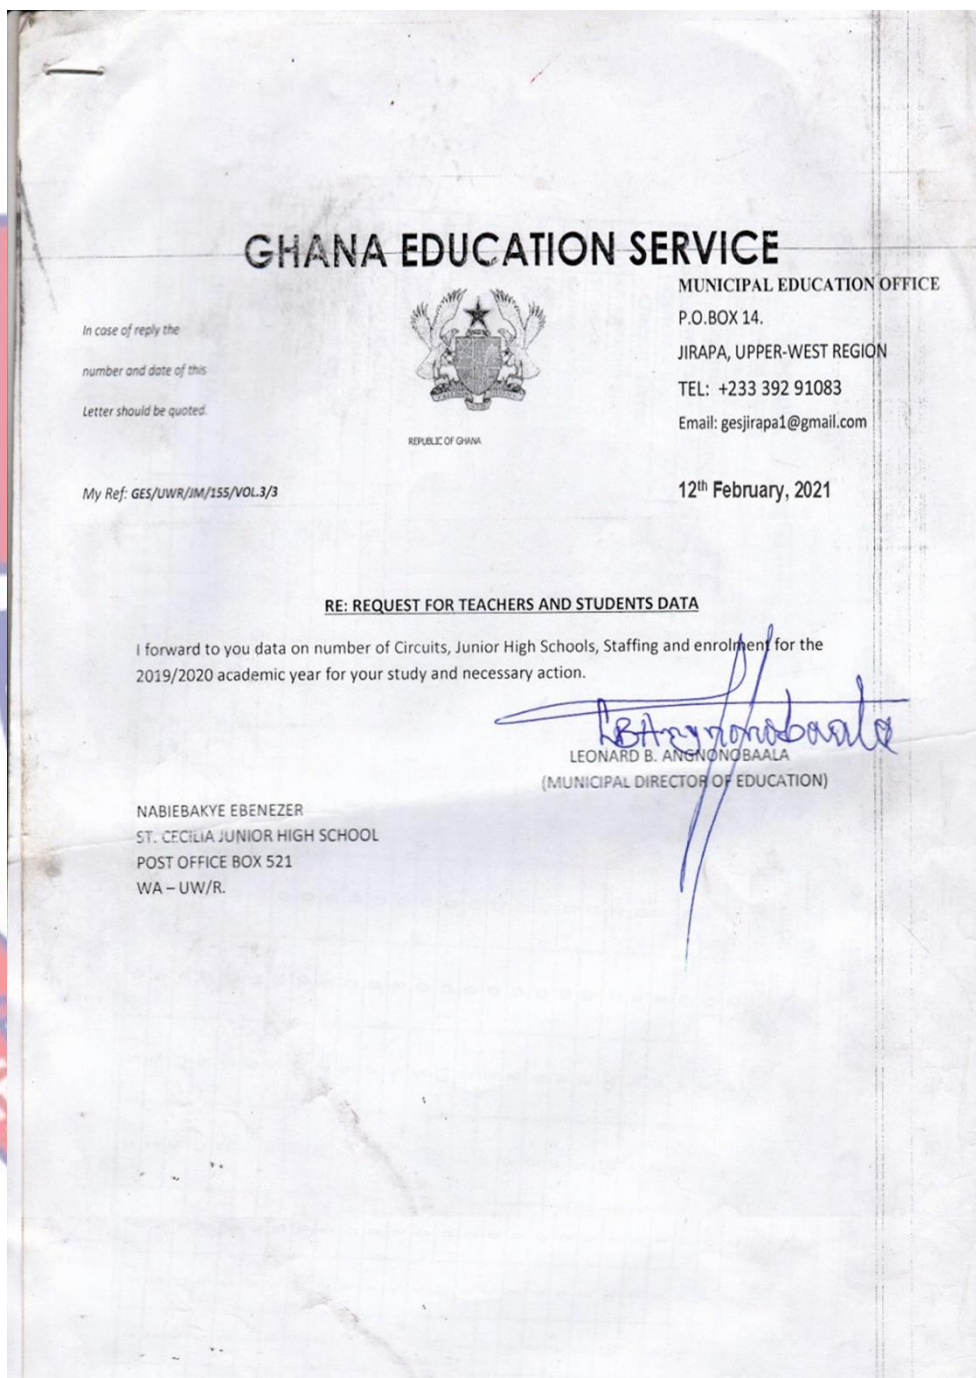 GHANA EDUCATION SERVICE
MUNICIPAL EDUCATION OFFICE
P.O.BOX 14.
JIRAPA, UPPER-WEST REGION
TEL: +233 392 91083
Email: gesjirapa1@gmail.com
In case of reply the
number and date of this
Letter should be quoted.
REPUBLIC OF GHANA
My Ref: GES/UWR/JM/155/VOL.3/3
12th February, 2021
RE: REQUEST FOR TEACHERS AND STUDENTS DATA
I forward to you data on number of Circuits, Junior High Schools, Staffing and enrolment for the
2019/2020 academic year for your study and necessary action.
LBAngnonobaala
LEONARD B. ANGNONOBAALA
(MUNICIPAL DIRECTOR OF EDUCATION)
NABIEBAKYE EBENEZER
ST. CECILIA JUNIOR HIGH SCHOOL
POST OFFICE BOX 521
WA – UW/R.